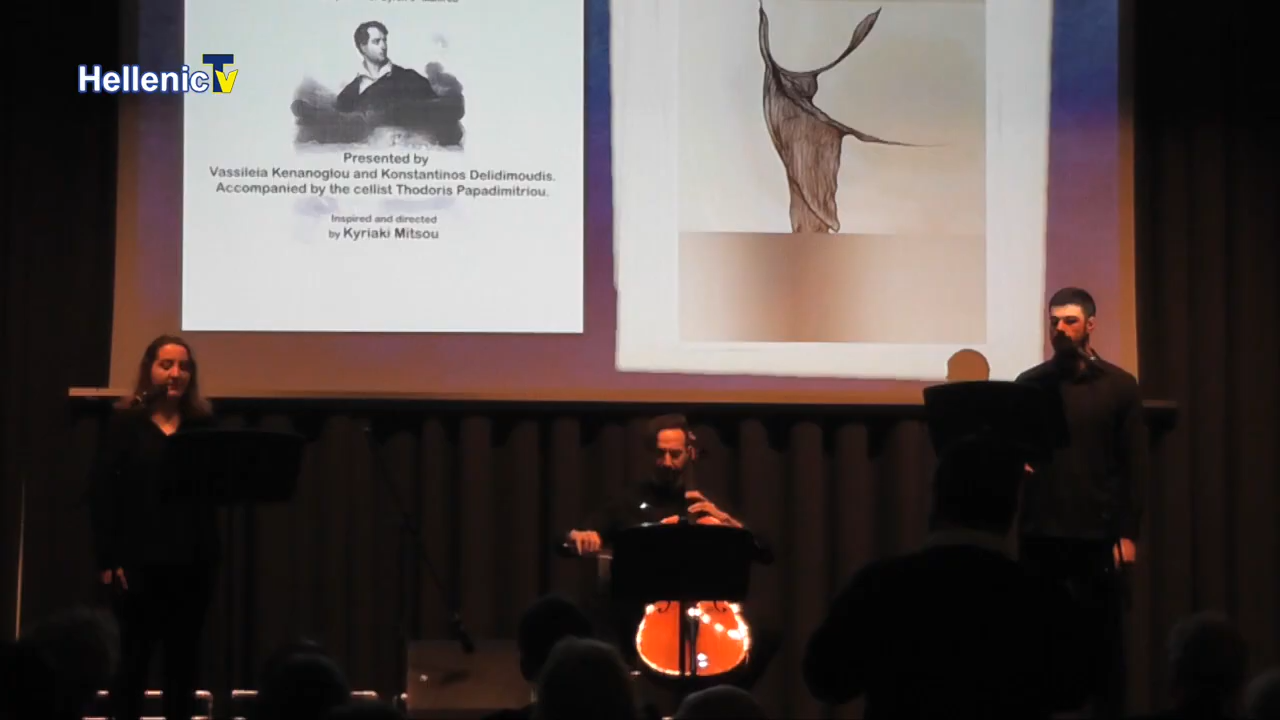 HellenicTV
Presented by
Vassileia Kenanoglou and Konstantinos Delidimoudis.
Accompanied by the cellist Thodoris Papadimitriou.
Inspired and directed
by Kyriaki Mitsou